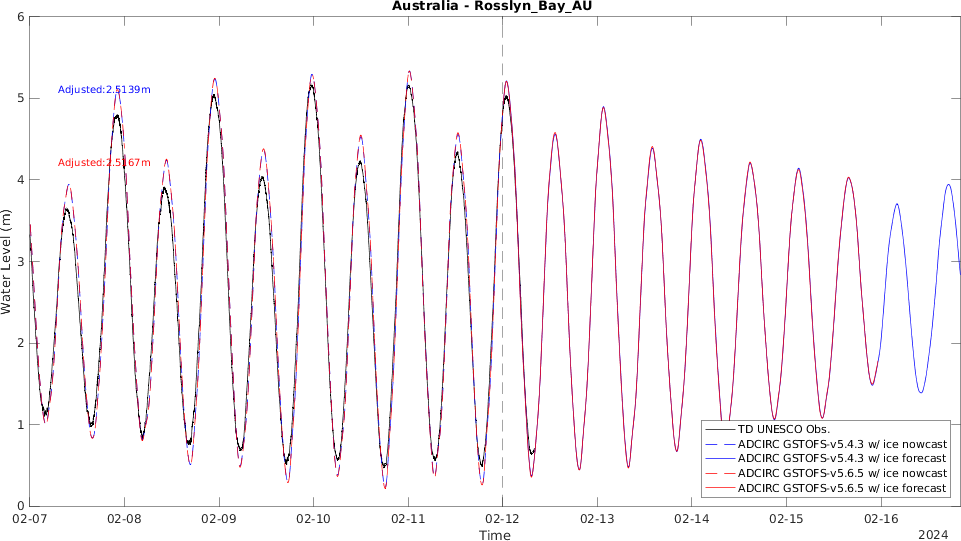 Australia - Rosslyn_Bay_AU
6
5
4
3
2
1
0
Water Level (m)
Adjusted:2.5139m
Adjusted:2.5167m
TD UNESCO Obs.
ADCIRC GSTOFS-v5.4.3 w/ ice nowcast
ADCIRC GSTOFS-v5.4.3 w/ ice forecast
ADCIRC GSTOFS-v5.6.5 w/ ice nowcast
ADCIRC GSTOFS-v5.6.5 w/ ice forecast
02-07 02-08 02-09 02-10 02-11 02-12 02-13 02-14 02-15 02-16
Time
2024